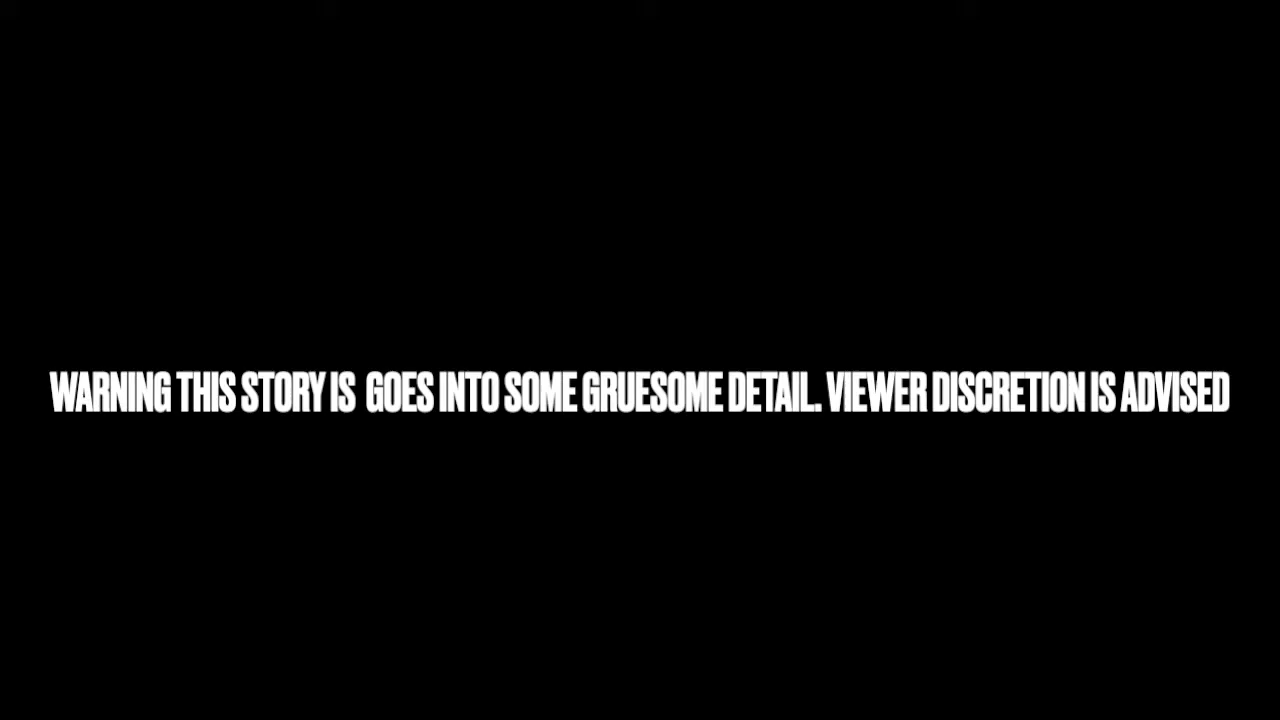 WARNING THIS STORY IS  GOES INTO SOME GRUESOME DETAIL. VIEWER DISCRETION IS ADVISED